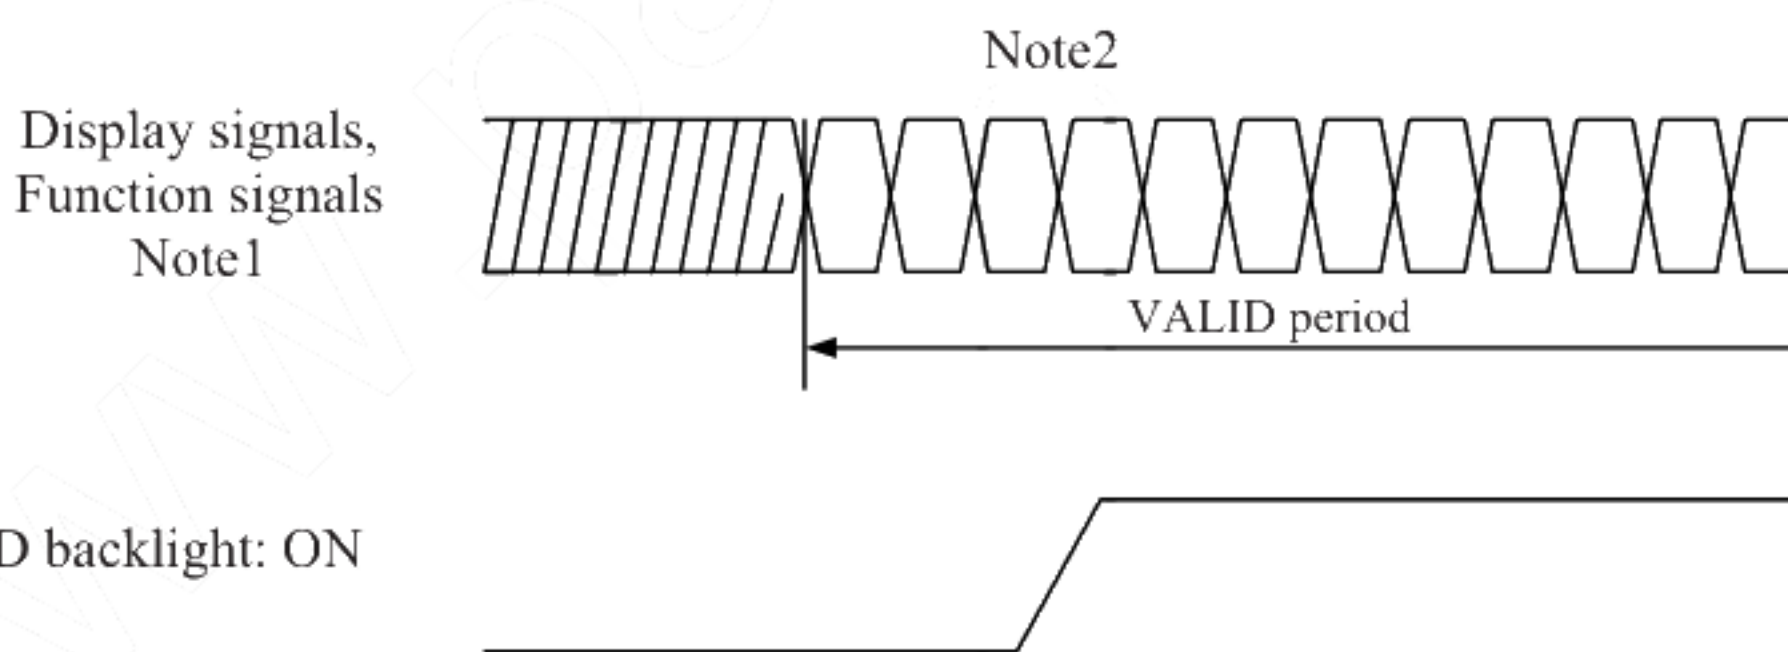 Note2
Display signals,
Function signals
Note1
VALID period
D backlight: ON